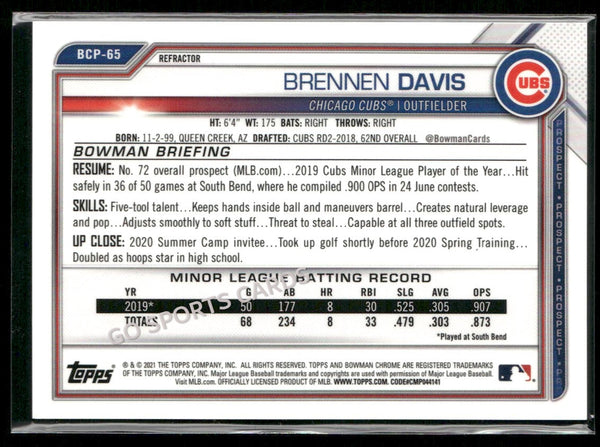 BCP-65
REFRACTOR
BRENNEN DAVIS
CHICAGO CUBS® | OUTFIELDER
CUBS
HT: 6'4" WT: 175 BATS: RIGHT THROWS: RIGHT
BORN: 11-2-99, QUEEN CREEK, AZ DRAFTED: CUBS RD2-2018, 62ND OVERALL @BowmanCards
BOWMAN BRIEFING
RESUME: No. 72 overall prospect (MLB.com)...2019 Cubs Minor League Player of the Year...Hit
safely in 36 of 50 games at South Bend, where he compiled .900 OPS in 24 June contests.
SKILLS: Five-tool talent...Keeps hands inside ball and maneuvers barrel...Creates natural leverage
and pop...Adjusts smoothly to soft stuff...Threat to steal...Capable at all three outfield spots.
UP CLOSE: 2020 Summer Camp invitee...Took up golf shortly before 2020 Spring Training...
Doubled as hoops star in high school.
MINOR LEAGUE BATTING RECORD
YR G AB HR RBI SLG AVG OPS
2019* 50 177 8 30 .525 .305 .907
TOTALS 68 234 8 33 .479 .303 .873
*Played at South Bend
PROSPECT • PROSPECT • PROSPECT • PROSPECT • PR
GO SPORTS CARDS
Topps
® & © 2021 THE TOPPS COMPANY, INC. ALL RIGHTS RESERVED. TOPPS AND BOWMAN CHROME ARE REGISTERED TRADEMARKS
OF THE TOPPS COMPANY, INC. Major League Baseball trademarks and copyrights are used with permission of Major League Baseball.
Visit MLB.com. OFFICIALLY LICENSED PRODUCT OF MLB. WWW.TOPPS.COM. CODE#CMP044141